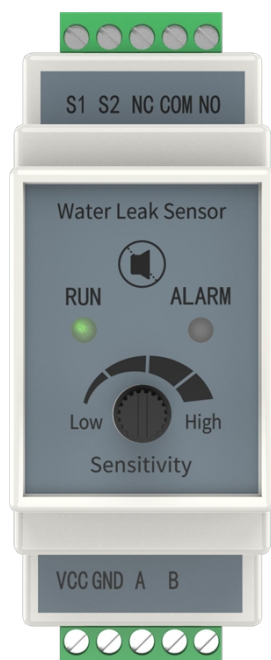 S1 S2 NC COM NO
Water Leak Sensor
RUN ALARM
Low High
Sensitivity
VCC GND A B